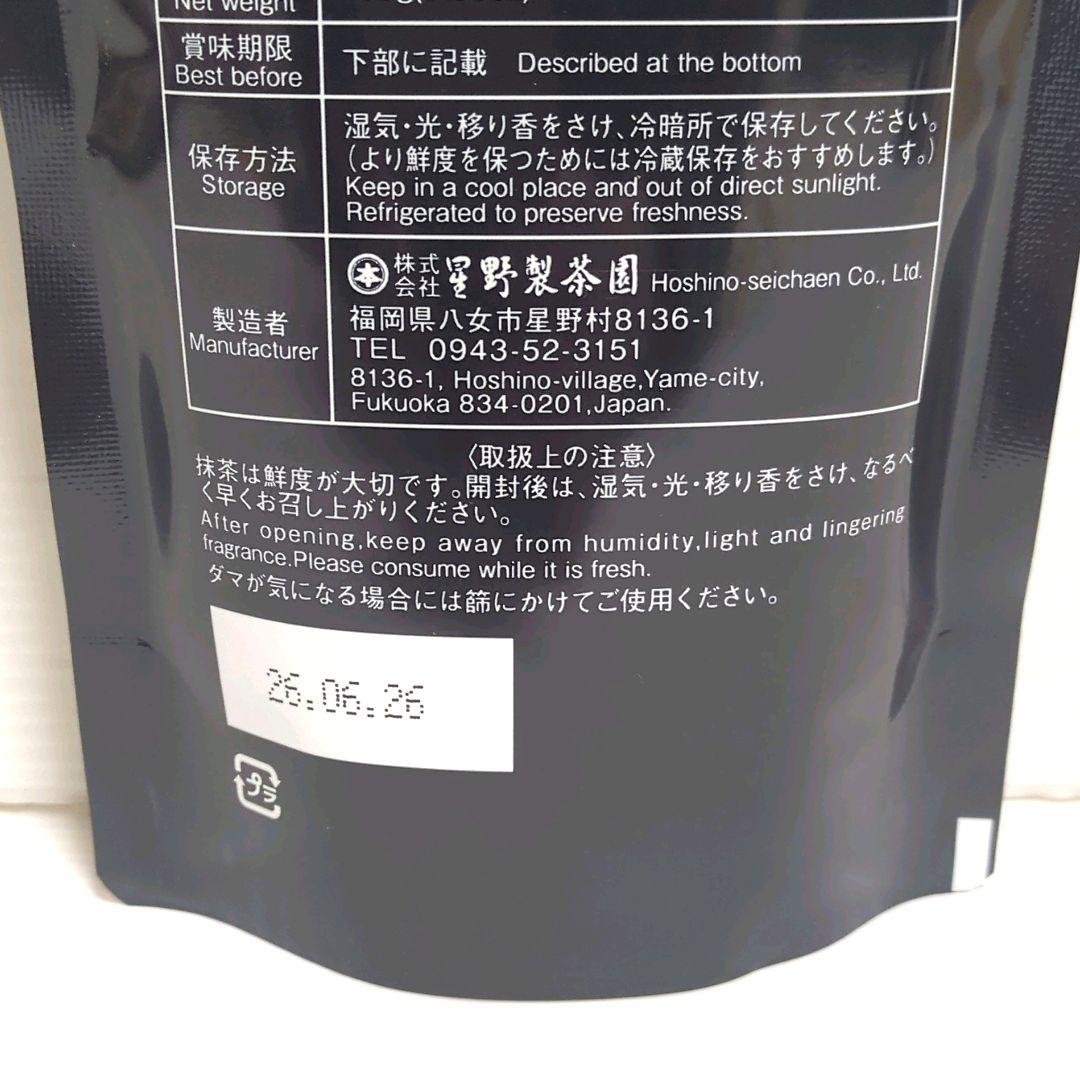 Net weight
賞味期限
Best before
下部に記載 Described at the bottom
保存方法
Storage
湿気・光・移り香をさけ、冷暗所で保存してください。
(より鮮度を保つためには冷蔵保存をおすすめします。)
Keep in a cool place and out of direct sunlight.
Refrigerated to preserve freshness.
製造者
Manufacturer
本 株式会社 星野製茶園 Hoshino-seichaen Co., Ltd.
福岡県八女市星野村8136-1
TEL 0943-52-3151
8136-1, Hoshino-village,Yame-city,
Fukuoka 834-0201,Japan.
〈取扱上の注意〉
抹茶は鮮度が大切です。開封後は、湿気・光・移り香をさけ、なるべ
く早くお召し上がりください。
After opening,keep away from humidity,light and lingering
fragrance.Please consume while it is fresh.
ダマが気になる場合には篩にかけてご使用ください。
26.06.26
プラ